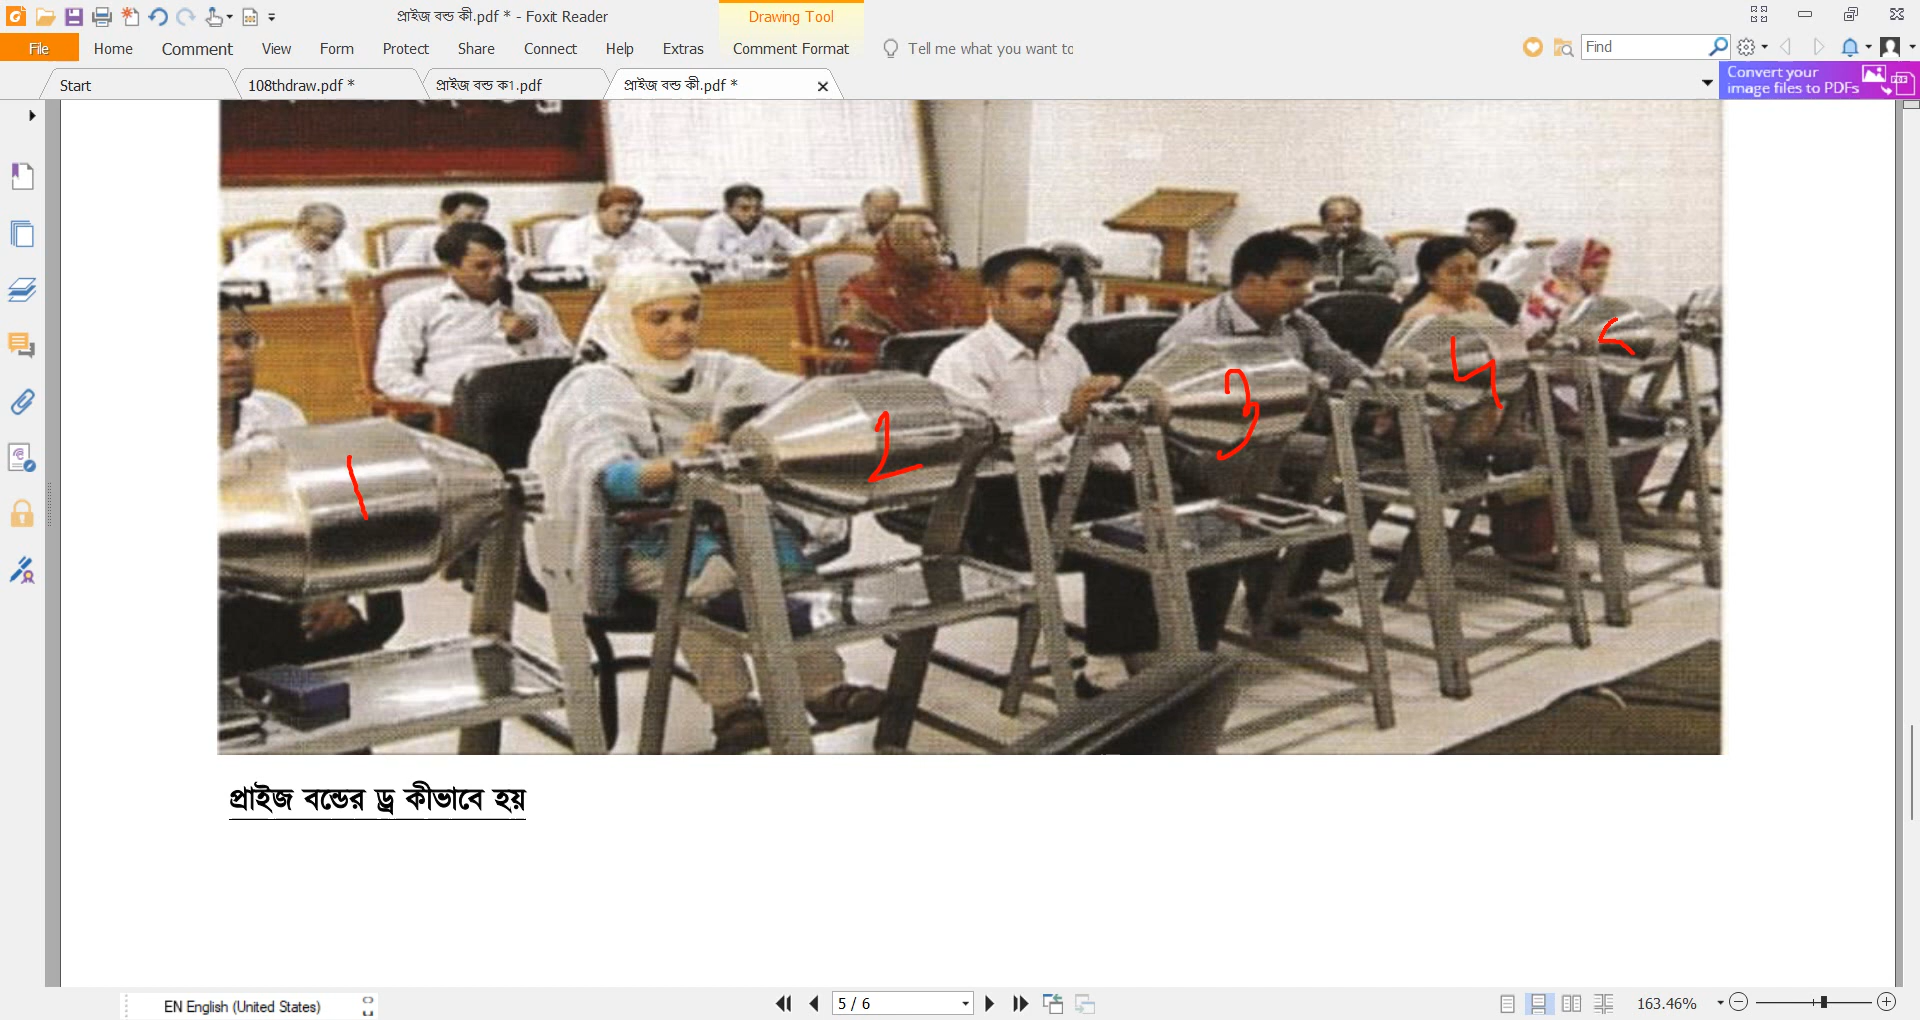 প্রাইজ বন্ড কী.pdf * - Foxit Reader
Drawing Tool
File Home Comment View Form Protect Share Connect Help Extras Comment Format Tell me what you want to
Find
Start 108thdraw.pdf * প্রাইজ বন্ড ক1.pdf প্রাইজ বন্ড কী.pdf *
Convert your
image files to PDFs
1 2 3 4
প্রাইজ বন্ডের ড্র কীভাবে হয়
EN English (United States) 5 / 6 163.46%